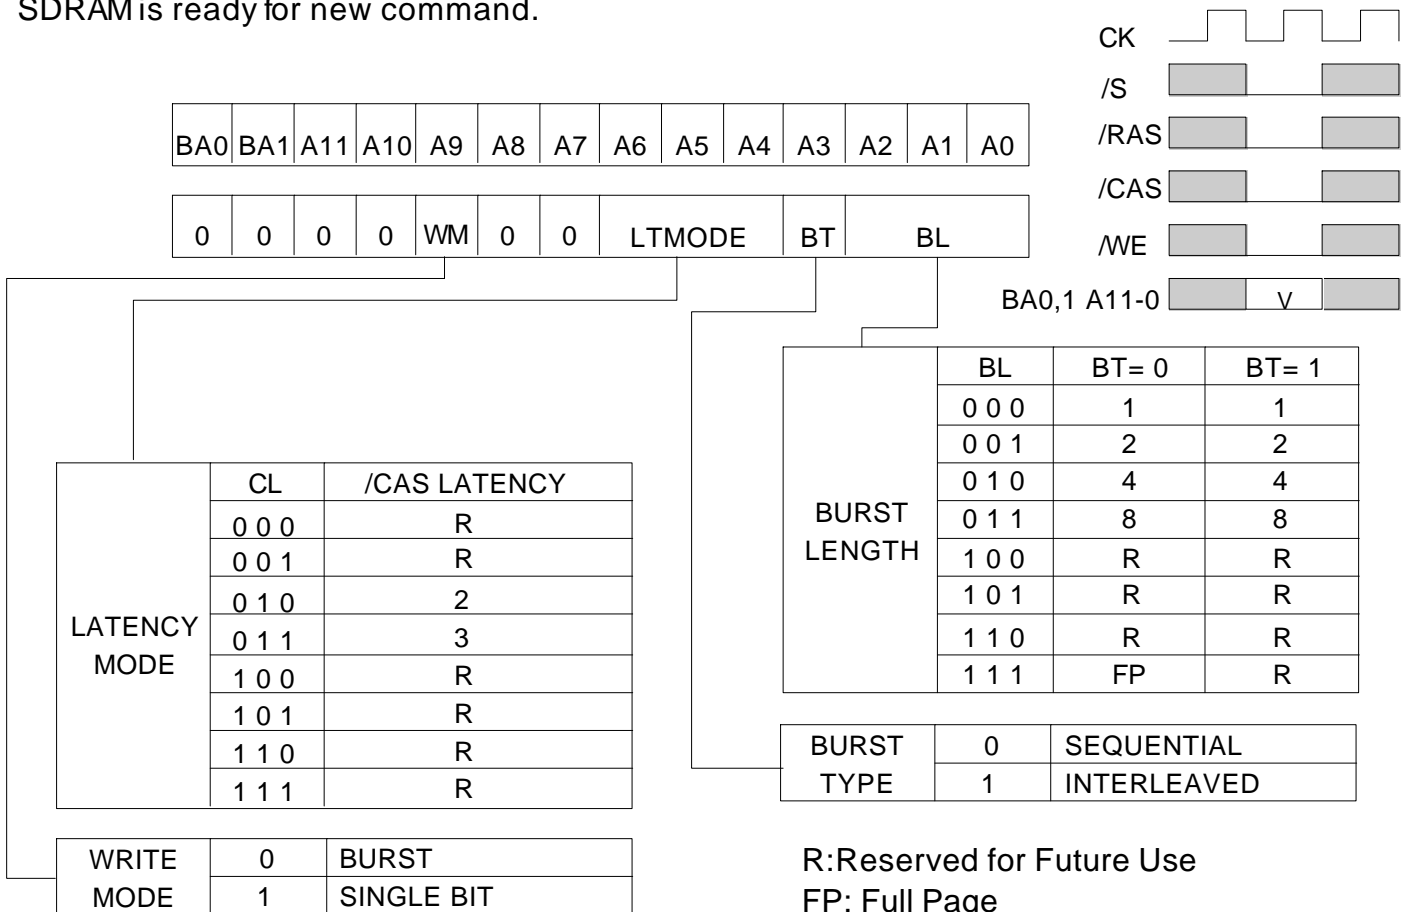 SDRAM is ready for new command.
CK
/S
/RAS
/CAS
/WE
BA0,1 A11-0 V
BA0 BA1 A11 A10 A9 A8 A7 A6 A5 A4 A3 A2 A1 A0
0 0 0 0 WM 0 0 LTMODE BT BL
BURST LENGTH
BL BT= 0 BT= 1
0 0 0 1 1
0 0 1 2 2
0 1 0 4 4
0 1 1 8 8
1 0 0 R R
1 0 1 R R
1 1 0 R R
1 1 1 FP R
LATENCY MODE
CL /CAS LATENCY
0 0 0 R
0 0 1 R
0 1 0 2
0 1 1 3
1 0 0 R
1 0 1 R
1 1 0 R
1 1 1 R
BURST 0 SEQUENTIAL
TYPE 1 INTERLEAVED
WRITE 0 BURST
MODE 1 SINGLE BIT
R:Reserved for Future Use
FP: Full Page